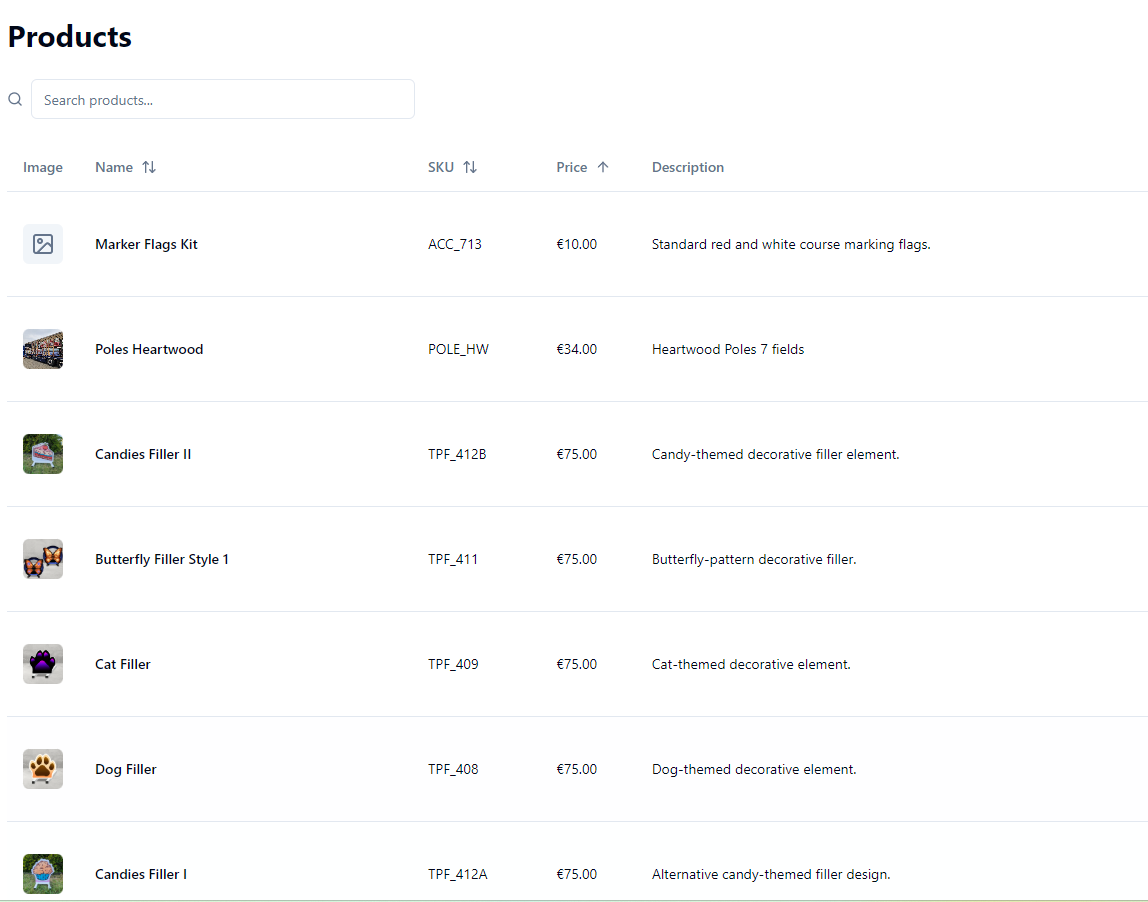 Products
Search products...
Image Name SKU Price Description
Marker Flags Kit ACC_713 €10.00 Standard red and white course marking flags.
Poles Heartwood POLE_HW €34.00 Heartwood Poles 7 fields
Candies Filler II TPF_412B €75.00 Candy-themed decorative filler element.
Butterfly Filler Style 1 TPF_411 €75.00 Butterfly-pattern decorative filler.
Cat Filler TPF_409 €75.00 Cat-themed decorative element.
Dog Filler TPF_408 €75.00 Dog-themed decorative element.
Candies Filler I TPF_412A €75.00 Alternative candy-themed filler design.